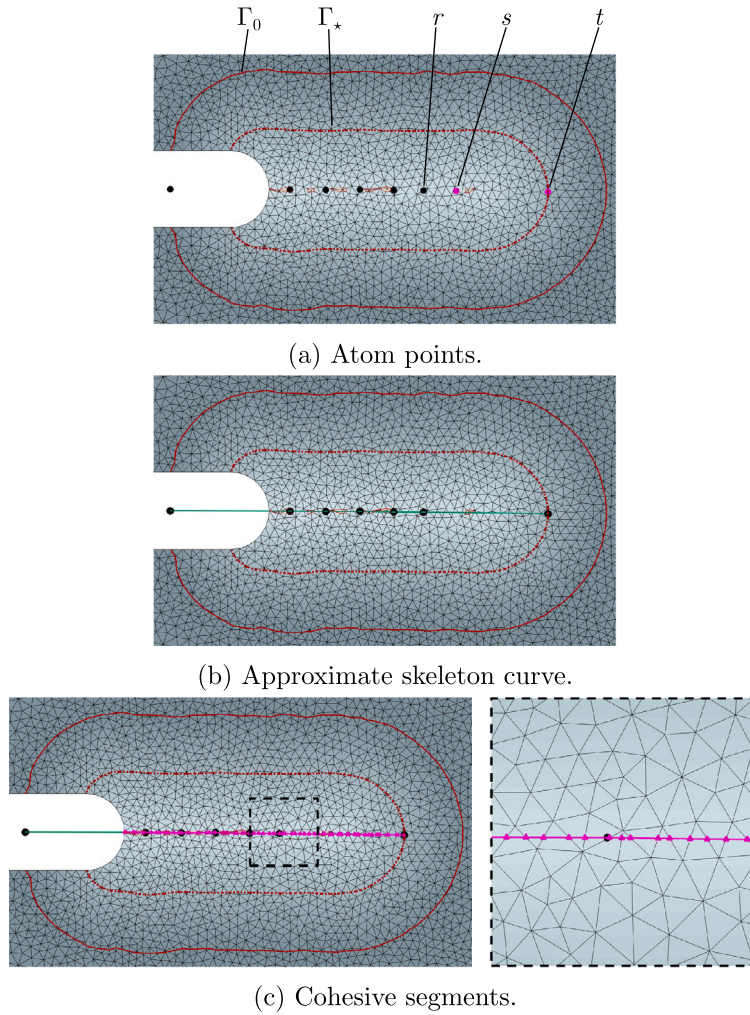 Γ₀ Γ⋆ r s t
(a) Atom points.
(b) Approximate skeleton curve.
(c) Cohesive segments.